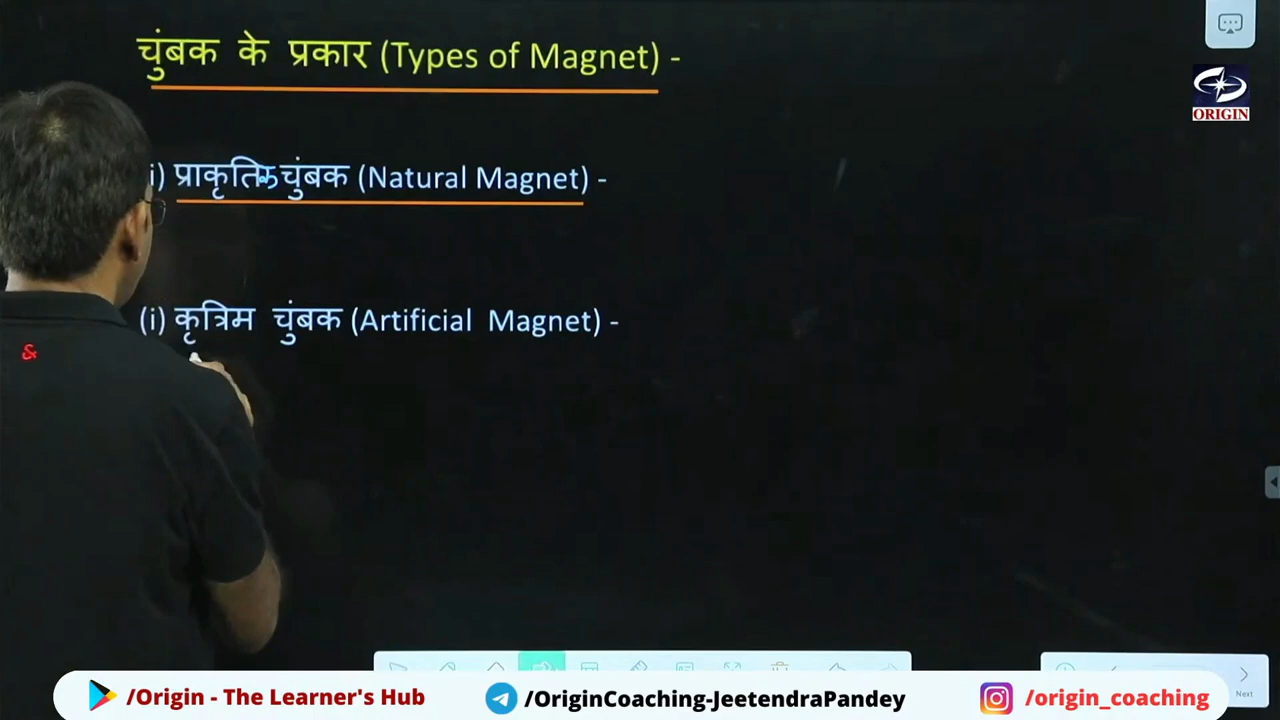 चुंबक के प्रकार (Types of Magnet) -
ORIGIN
i) प्राकृतिक चुंबक (Natural Magnet) -
(i) कृत्रिम चुंबक (Artificial Magnet) -
&
Next
/Origin - The Learner's Hub
/OriginCoaching-JeetendraPandey
/origin_coaching